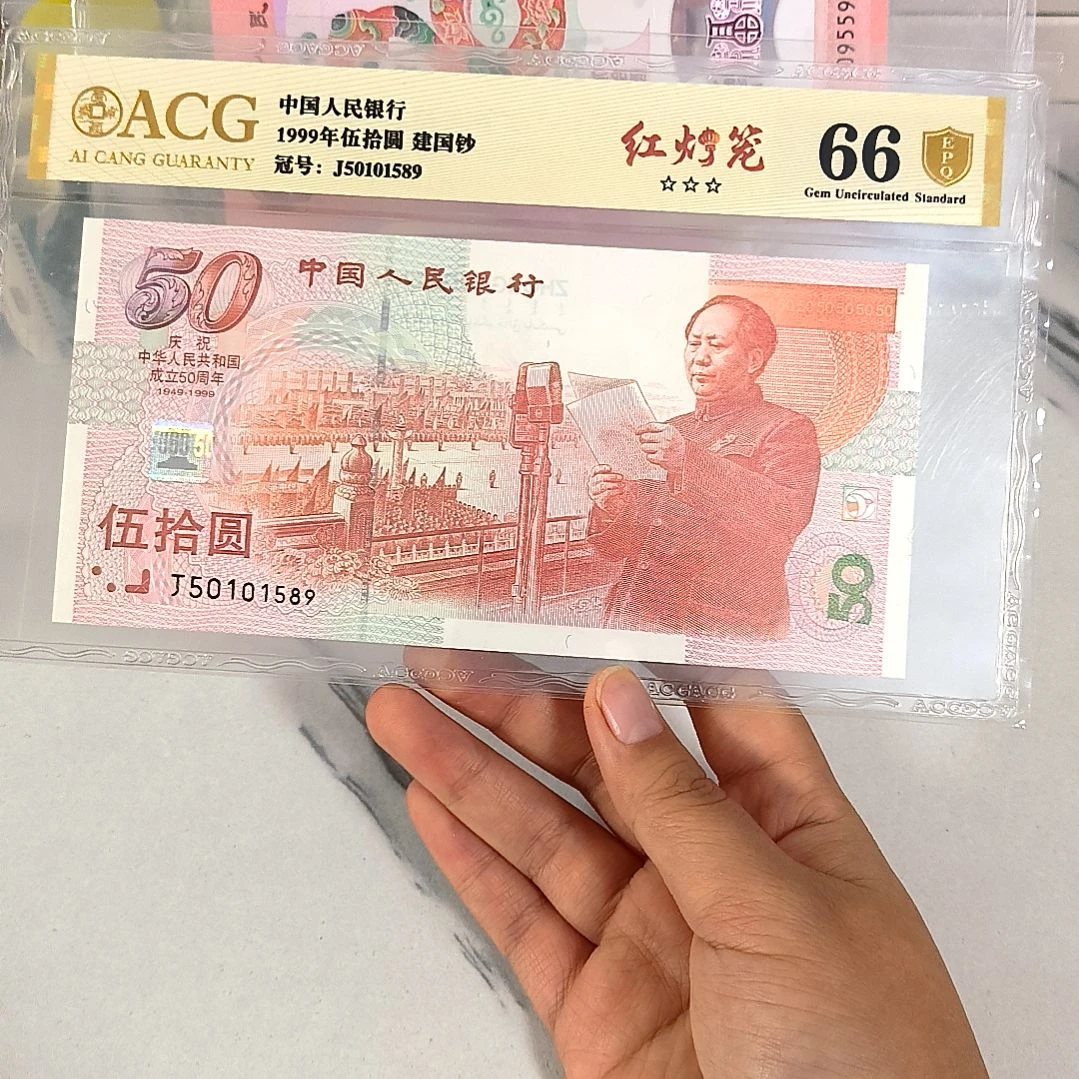 09559
ACG
AI CANG GUARANTY
中国人民银行
1999年伍拾圆 建国钞
冠号：J50101589
红灯笼
☆☆☆
66
Gem Uncirculated Standard
EPQ
50
中国人民银行
庆祝
中华人民共和国
成立50周年
1949-1999
伍拾圆
J50101589
50
ACGACG